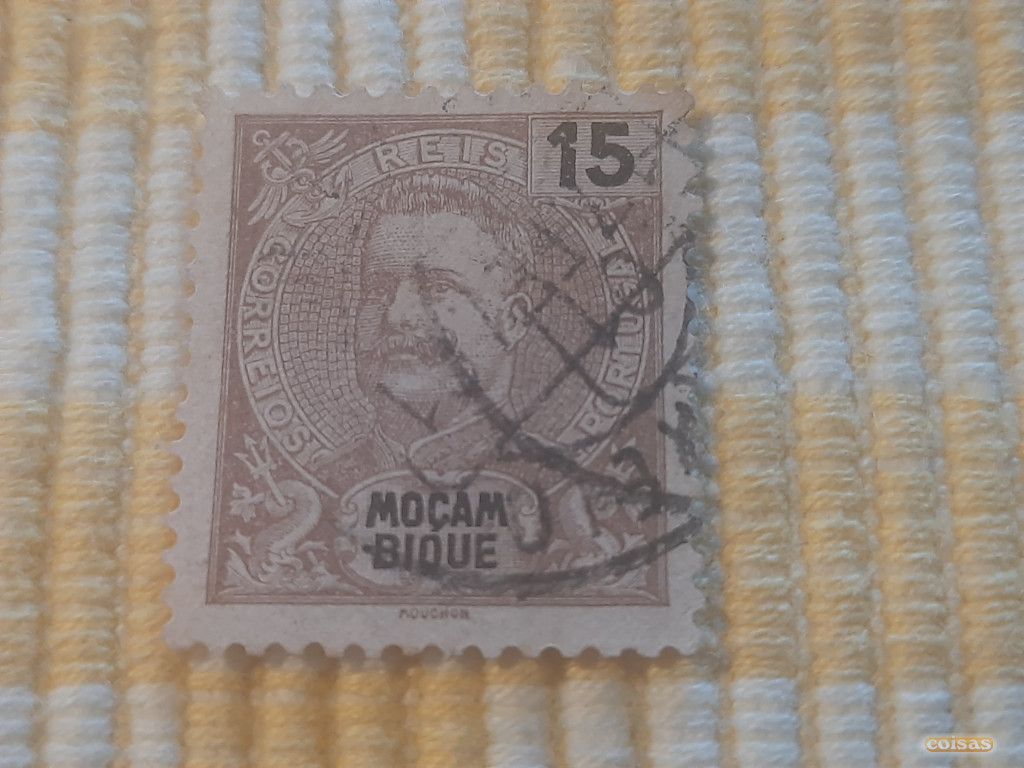 REIS
15
CORREIOS
PORTUGAL
MOÇAM
BIQUE
MOUCHON
coisas